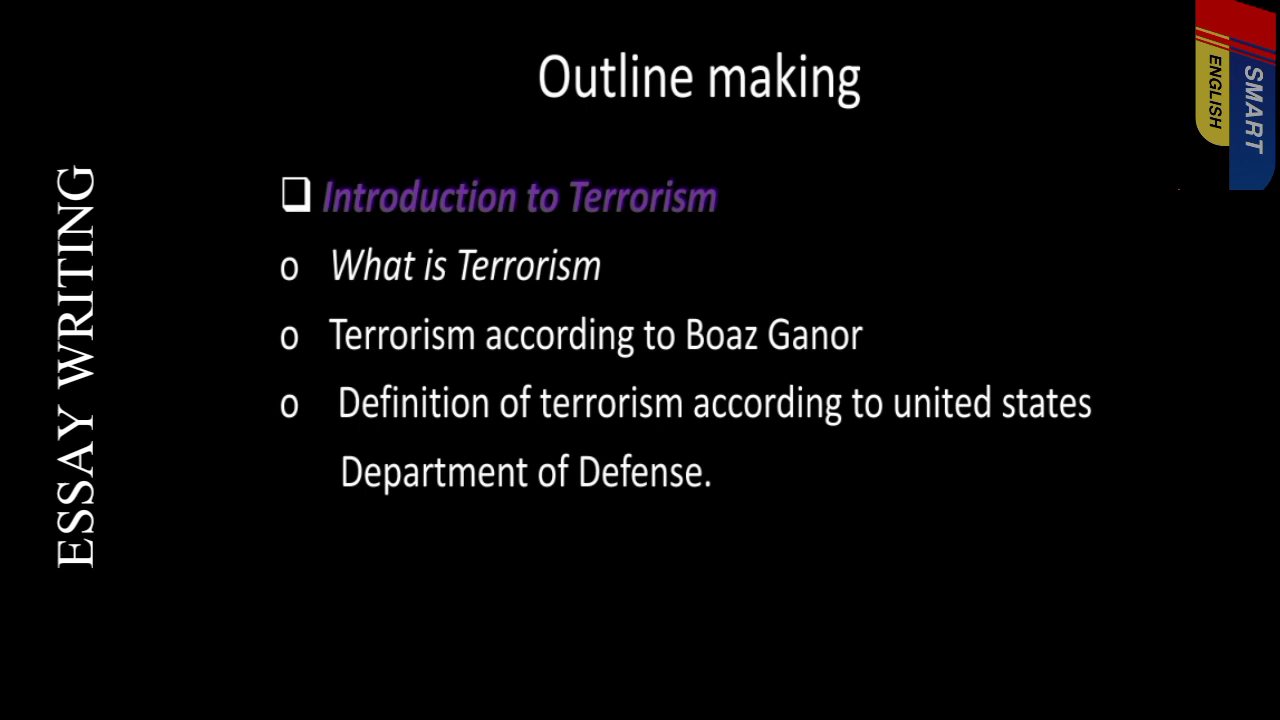 Outline making
SMART
ENGLISH
ESSAY WRITING
❑ Introduction to Terrorism
o What is Terrorism
o Terrorism according to Boaz Ganor
o Definition of terrorism according to united states
Department of Defense.